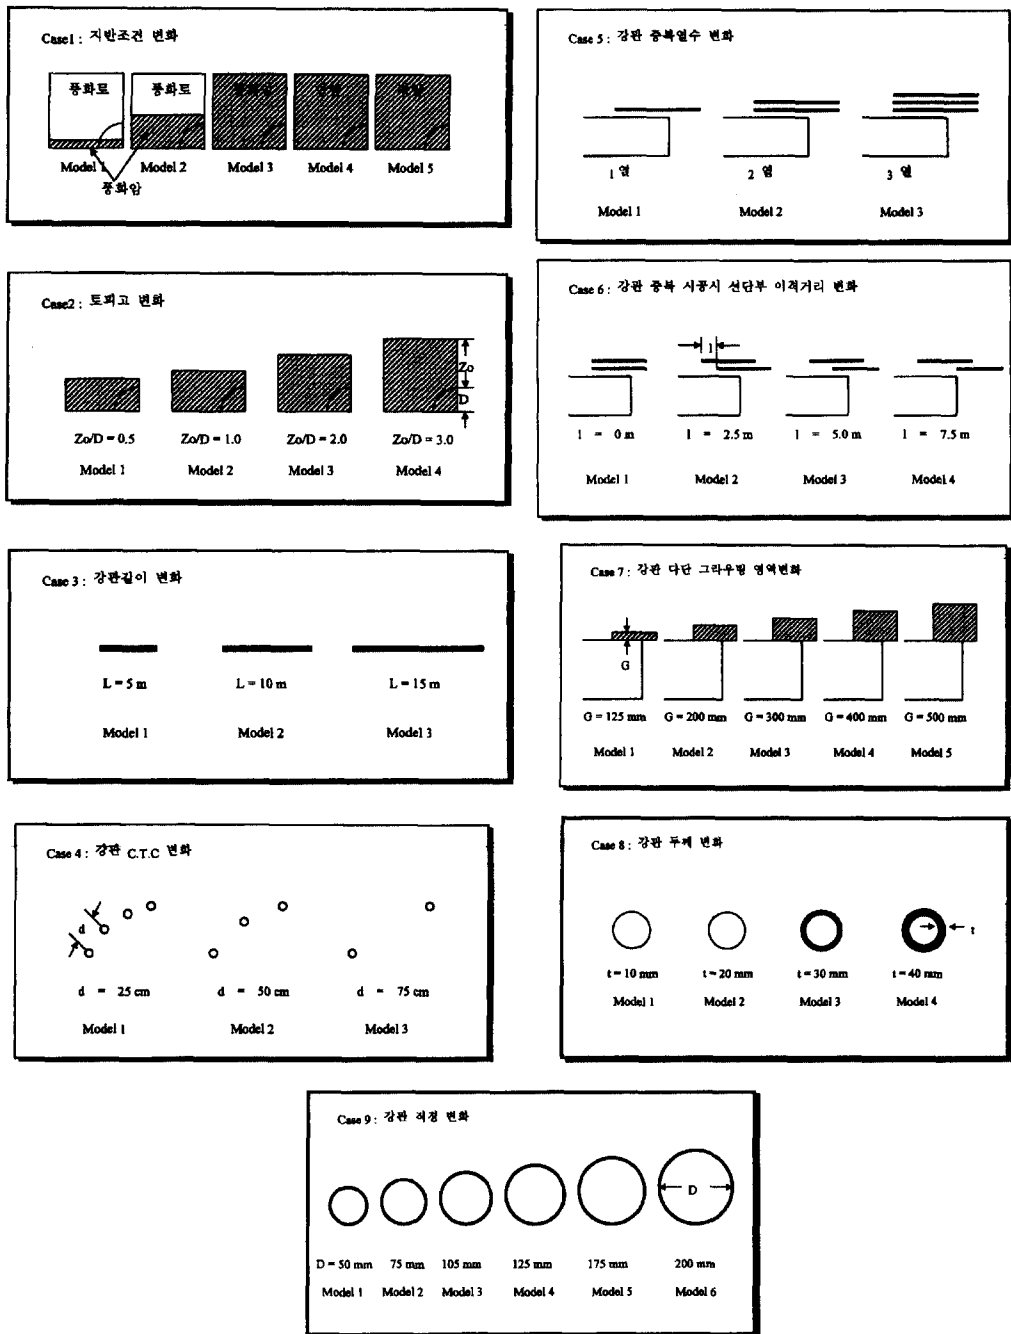 Case1 : 지반조건 변화
풍화토 풍화토
Model 1 Model 2 Model 3 Model 4 Model 5
풍화암
Case2 : 토피고 변화
Zo
D
Zo/D = 0.5 Zo/D = 1.0 Zo/D = 2.0 Zo/D = 3.0
Model 1 Model 2 Model 3 Model 4
Case 3 : 강관길이 변화
L = 5 m L = 10 m L = 15 m
Model 1 Model 2 Model 3
Case 4 : 강관 C.T.C 변화
d
d = 25 cm d = 50 cm d = 75 cm
Model 1 Model 2 Model 3
Case 5 : 강관 중복열수 변화
1 열 2 열 3 열
Model 1 Model 2 Model 3
Case 6 : 강관 중복 시공시 선단부 이격거리 변화
l
l = 0 m l = 2.5 m l = 5.0 m l = 7.5 m
Model 1 Model 2 Model 3 Model 4
Case 7 : 강관 다단 그라우팅 영역변화
G
G = 125 mm G = 200 mm G = 300 mm G = 400 mm G = 500 mm
Model 1 Model 2 Model 3 Model 4 Model 5
Case 8 : 강관 두께 변화
t
t = 10 mm t = 20 mm t = 30 mm t = 40 mm
Model 1 Model 2 Model 3 Model 4
Case 9 : 강관 직경 변화
D
D = 50 mm 75 mm 105 mm 125 mm 175 mm 200 mm
Model 1 Model 2 Model 3 Model 4 Model 5 Model 6